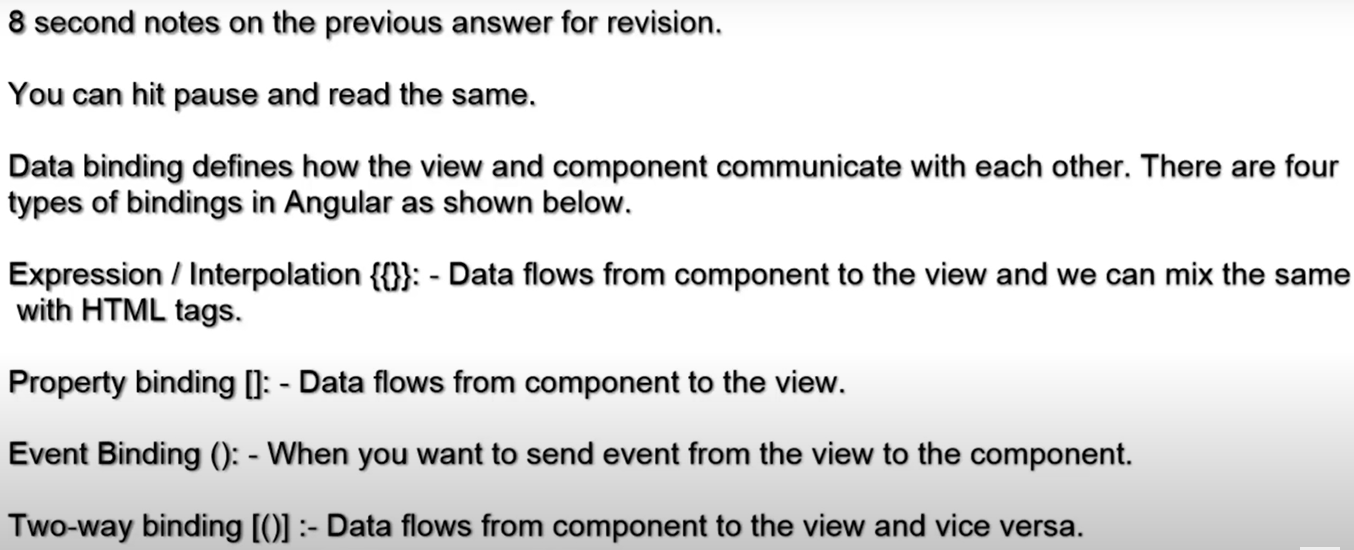 8 second notes on the previous answer for revision.
You can hit pause and read the same.
Data binding defines how the view and component communicate with each other. There are four
types of bindings in Angular as shown below.
Expression / Interpolation {{}}: - Data flows from component to the view and we can mix the same
with HTML tags.
Property binding []: - Data flows from component to the view.
Event Binding (): - When you want to send event from the view to the component.
Two-way binding [()] :- Data flows from component to the view and vice versa.